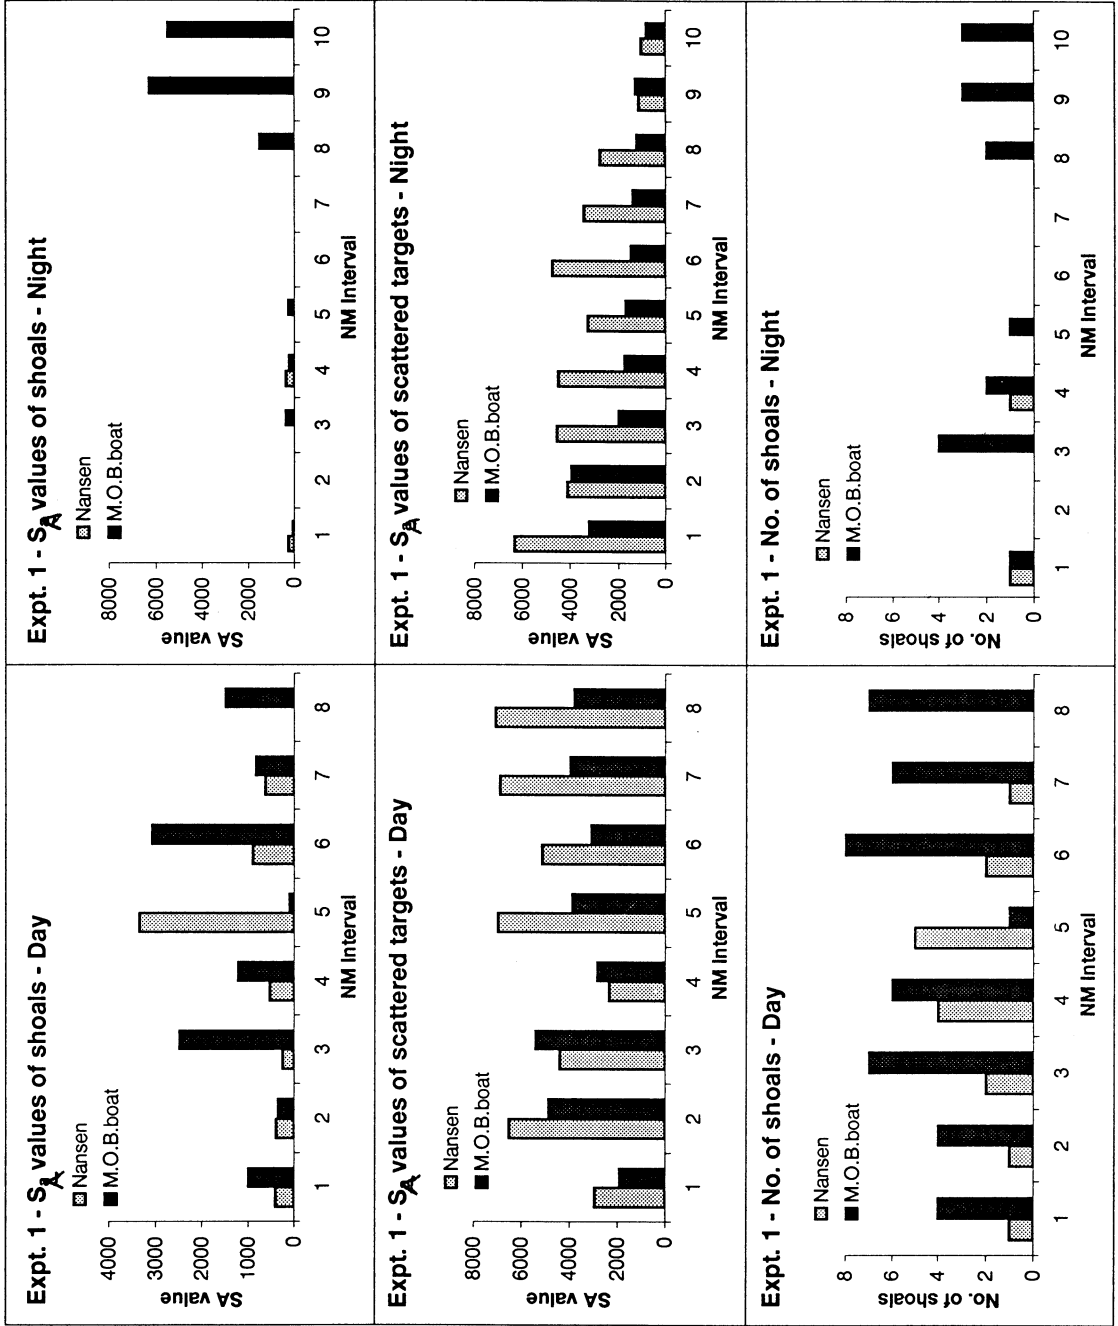 Expt. 1 - SA values of shoals - Day
Nansen
M.O.B.boat
SA value
4000
3000
2000
1000
0
1 2 3 4 5 6 7 8
NM Interval
Expt. 1 - SA values of shoals - Night
Nansen
M.O.B.boat
SA value
8000
6000
4000
2000
0
1 2 3 4 5 6 7 8 9 10
NM Interval
Expt. 1 - SA values of scattered targets - Day
Nansen
M.O.B.boat
SA value
8000
6000
4000
2000
0
1 2 3 4 5 6 7 8
NM Interval
Expt. 1 - SA values of scattered targets - Night
Nansen
M.O.B.boat
SA value
8000
6000
4000
2000
0
1 2 3 4 5 6 7 8 9 10
NM Interval
Expt. 1 - No. of shoals - Day
Nansen
M.O.B.boat
No. of shoals
8
6
4
2
0
1 2 3 4 5 6 7 8
NM Interval
Expt. 1 - No. of shoals - Night
Nansen
M.O.B.boat
No. of shoals
8
6
4
2
0
1 2 3 4 5 6 7 8 9 10
NM Interval